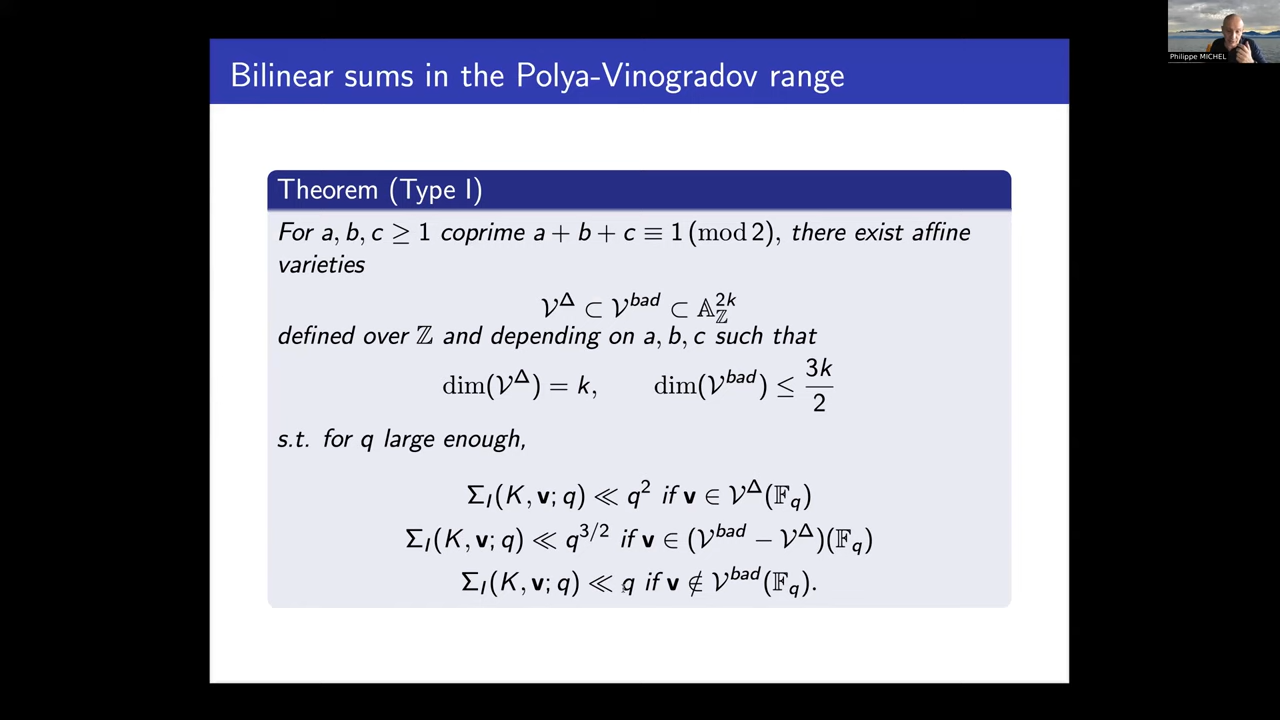 Bilinear sums in the Polya-Vinogradov range
Philippe MICHEL
Theorem (Type I)
For a, b, c ≥ 1 coprime a + b + c ≡ 1 (mod 2), there exist affine
varieties
𝒱^Δ ⊂ 𝒱^bad ⊂ 𝔸^{2k}_ℤ
defined over ℤ and depending on a, b, c such that
dim(𝒱^Δ) = k, dim(𝒱^bad) ≤ 3k/2
s.t. for q large enough,
Σ_I(K, v; q) ≪ q^2 if v ∈ 𝒱^Δ(𝔽_q)
Σ_I(K, v; q) ≪ q^{3/2} if v ∈ (𝒱^bad − 𝒱^Δ)(𝔽_q)
Σ_I(K, v; q) ≪ q if v ∉ 𝒱^bad(𝔽_q).